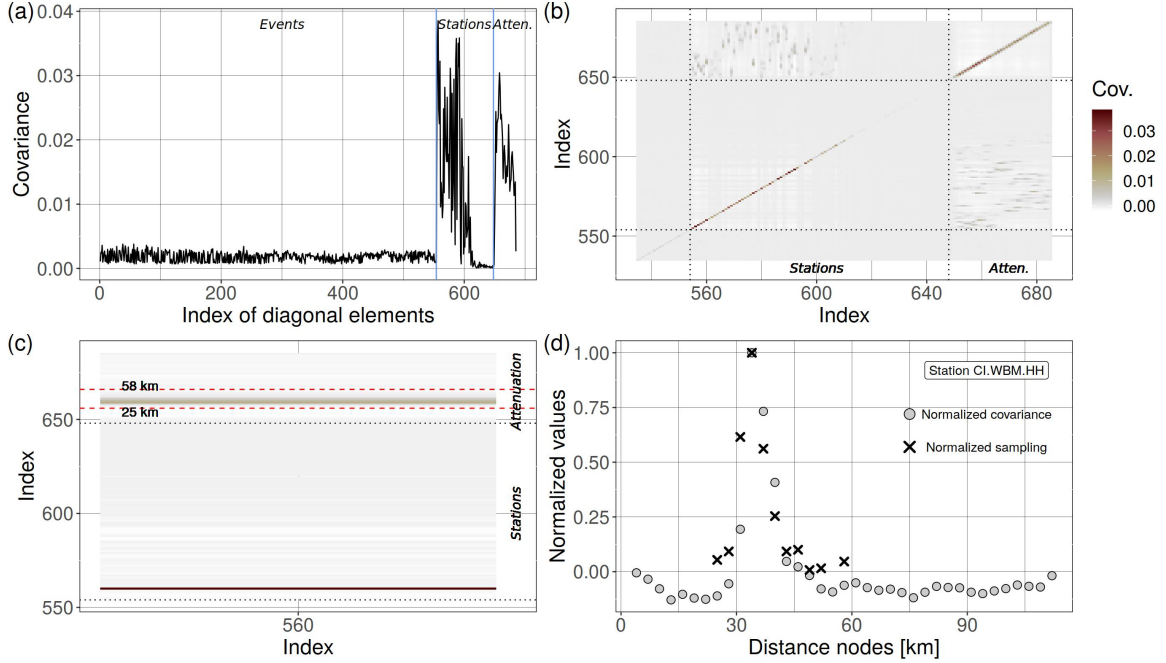 (a)
Events
Stations
Atten.
0.04
0.03
0.02
0.01
0.00
Covariance
0
200
400
600
Index of diagonal elements
(b)
650
600
550
Index
Stations
Atten.
560
600
640
680
Index
Cov.
0.03
0.02
0.01
0.00
(c)
58 km
25 km
650
600
550
Index
Attenuation
Stations
560
Index
(d)
1.00
0.75
0.50
0.25
0.00
Normalized values
Station CI.WBM.HH
Normalized covariance
Normalized sampling
0
30
60
90
Distance nodes [km]